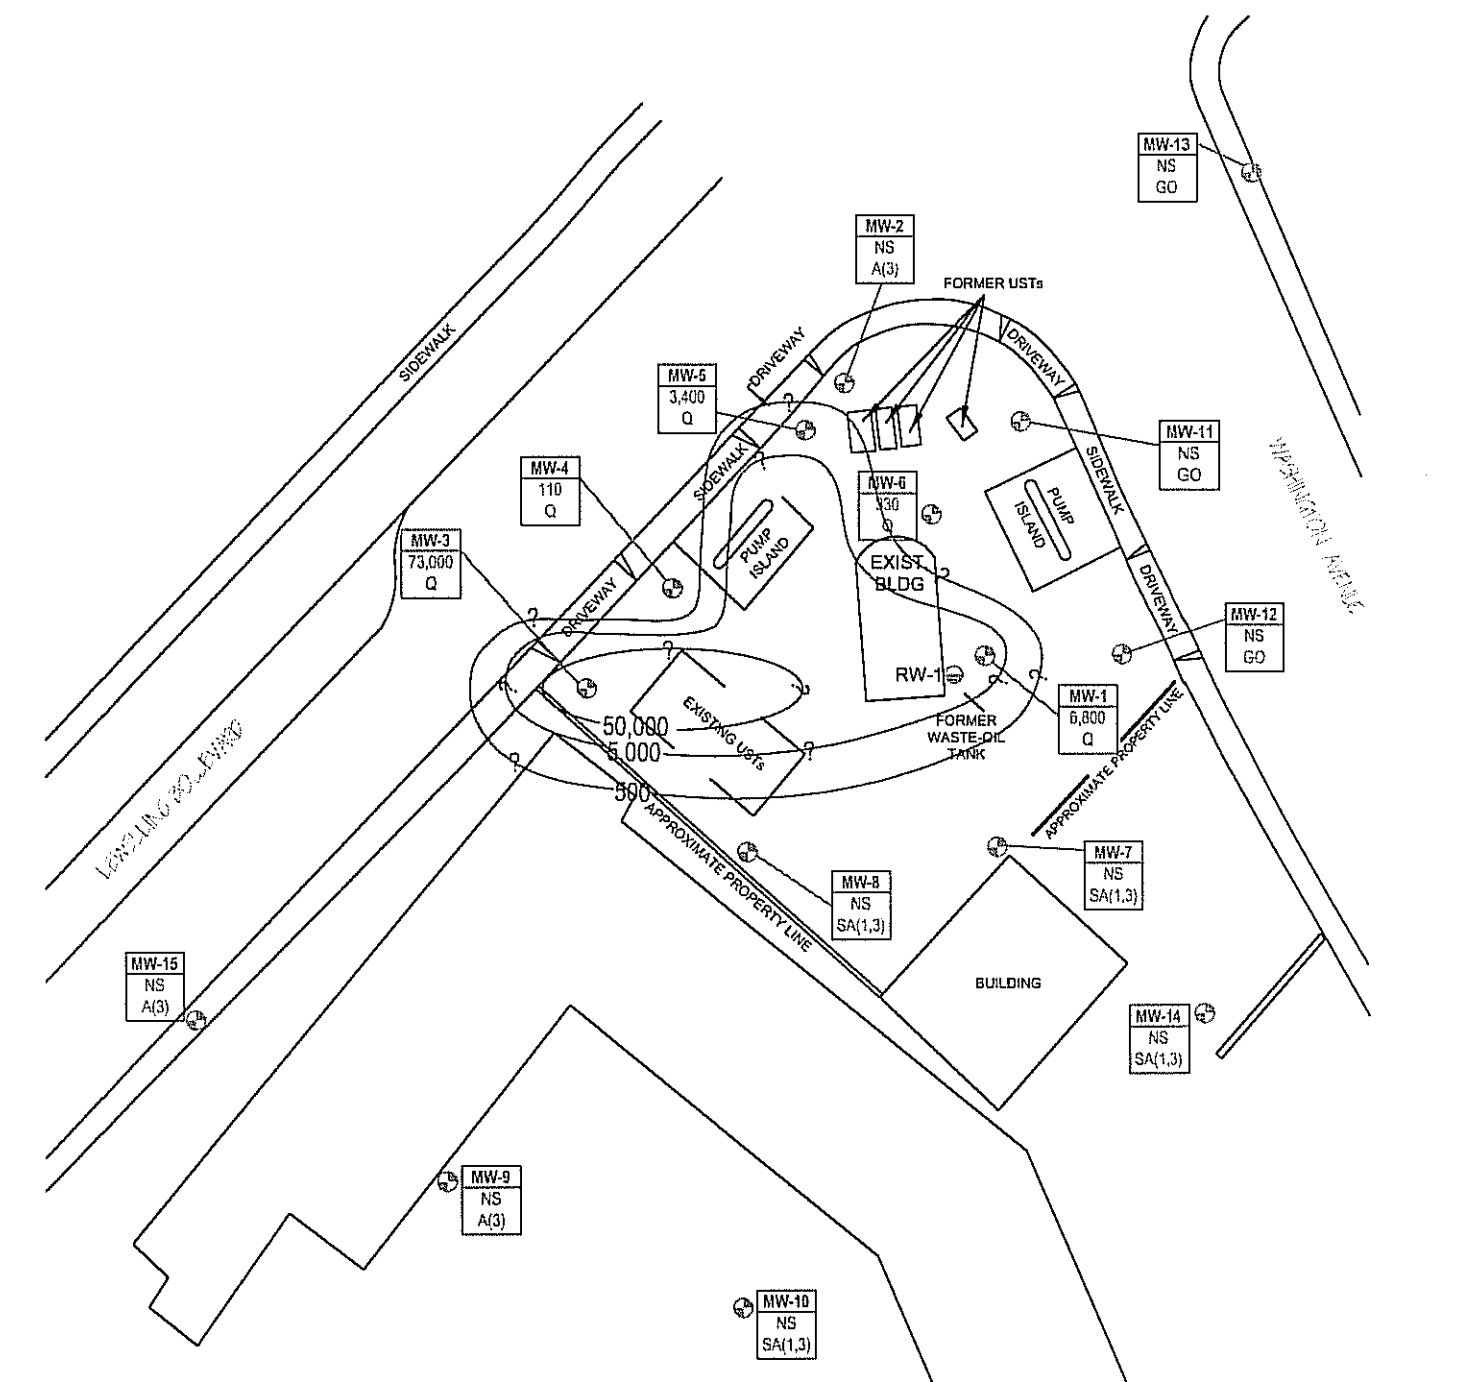 MW-13
NS
GO
MW-2
NS
A(3)
FORMER USTs
DRIVEWAY
DRIVEWAY
SIDEWALK
MW-5
3,400
Q
?
MW-11
NS
GO
WASHINGTON AVENUE
SIDEWALK
SIDEWALK
?
MW-4
110
Q
MW-6
330
Q
PUMP
ISLAND
PUMP
ISLAND
MW-3
73,000
Q
EXIST
BLDG
?
DRIVEWAY
DRIVEWAY
?
MW-12
NS
GO
?
RW-1
?
?
?
?
MW-1
6,800
Q
EXISTING USTs
50,000
5,000
500
?
?
FORMER
WASTE-OIL
TANK
APPROXIMATE PROPERTY LINE
LEWELLING BOULEVARD
APPROXIMATE PROPERTY LINE
MW-7
NS
SA(1,3)
MW-8
NS
SA(1,3)
BUILDING
MW-15
NS
A(3)
MW-14
NS
SA(1,3)
MW-9
NS
A(3)
MW-10
NS
SA(1,3)